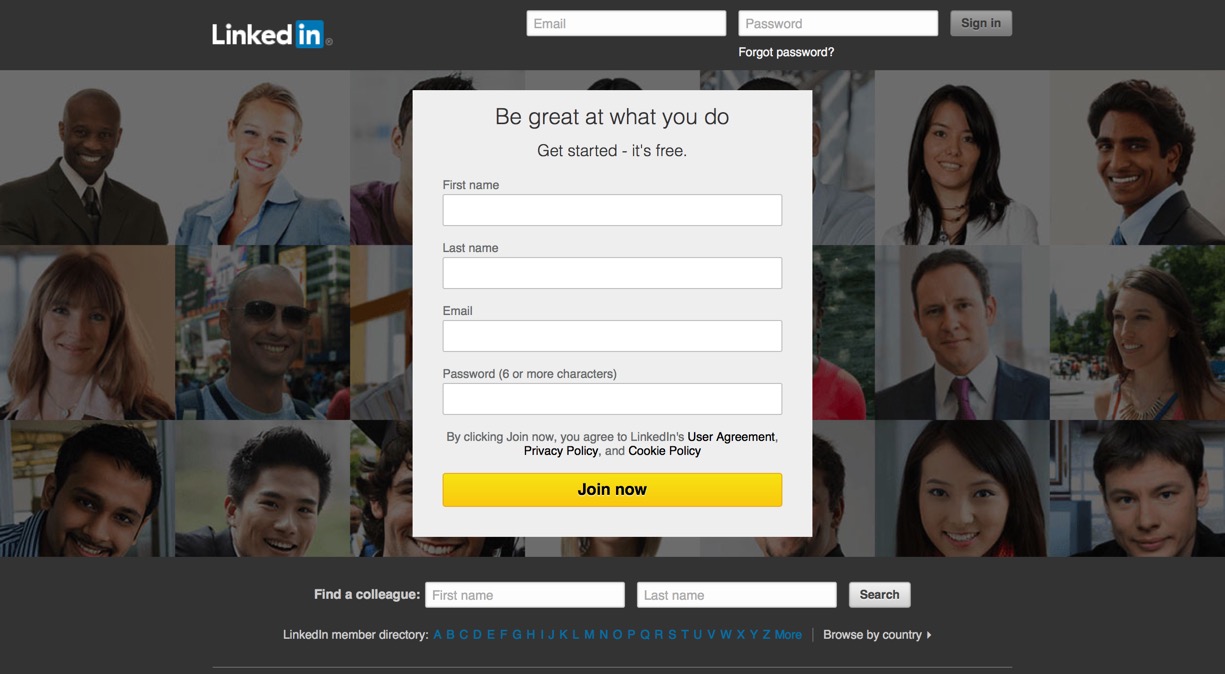 LinkedIn®
Email
Password
Sign in
Forgot password?
Be great at what you do
Get started - it's free.
First name
Last name
Email
Password (6 or more characters)
By clicking Join now, you agree to LinkedIn's User Agreement,
Privacy Policy, and Cookie Policy
Join now
Find a colleague: First name Last name Search
LinkedIn member directory: A B C D E F G H I J K L M N O P Q R S T U V W X Y Z More | Browse by country